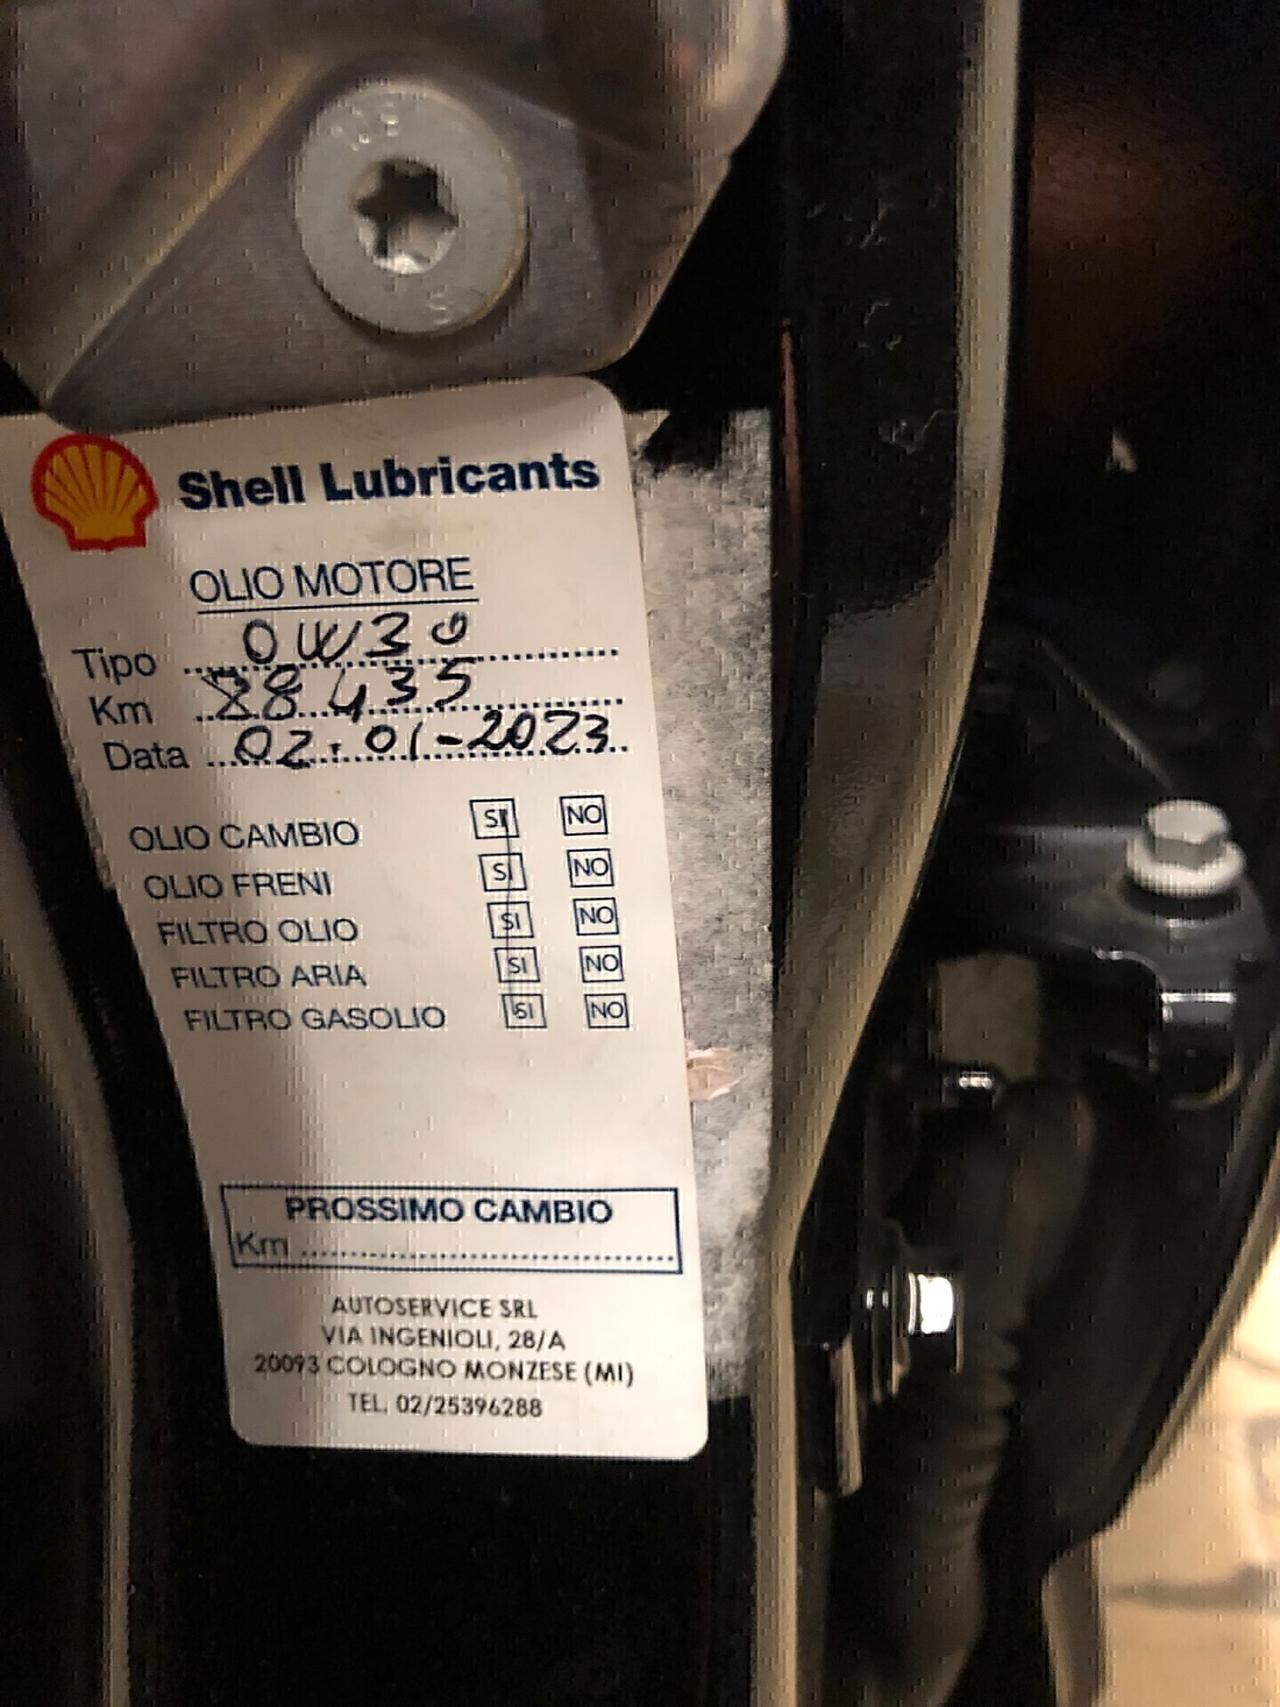 Shell Lubricants
OLIO MOTORE
Tipo 0W30
Km 88435
Data 02.01-2023
OLIO CAMBIO SI NO
OLIO FRENI SI NO
FILTRO OLIO SI NO
FILTRO ARIA SI NO
FILTRO GASOLIO SI NO
PROSSIMO CAMBIO
Km
AUTOSERVICE SRL
VIA INGENIOLI, 28/A
20093 COLOGNO MONZESE (MI)
TEL. 02/25396288